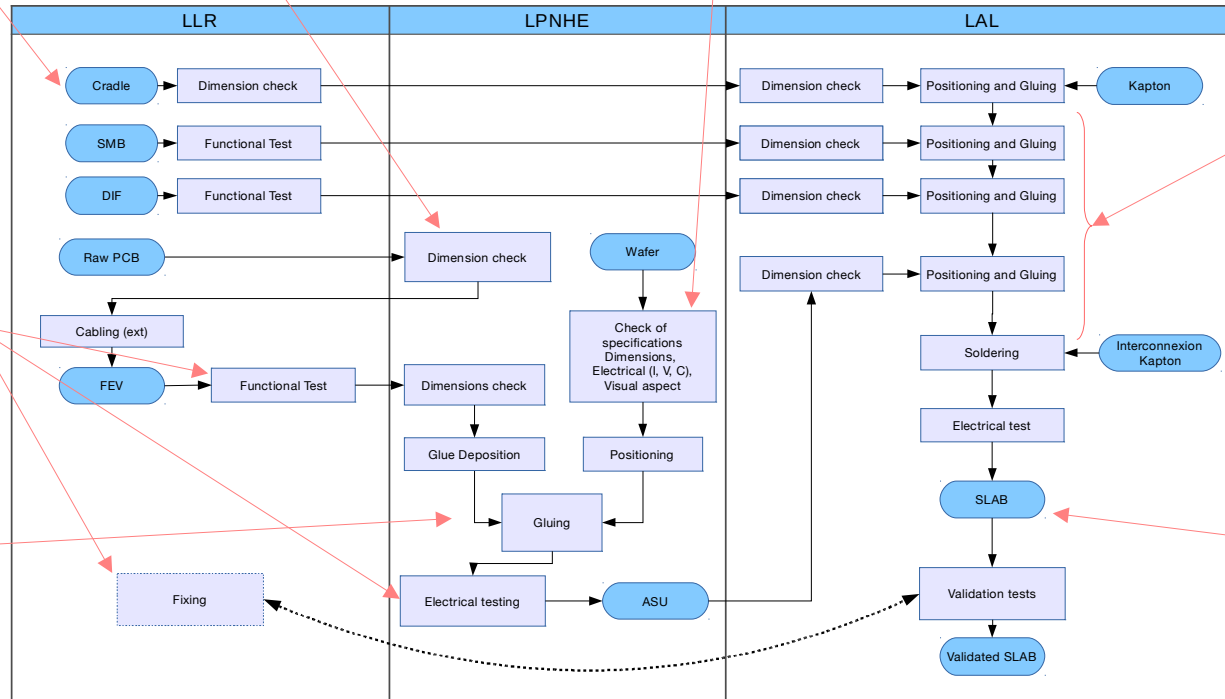 LLR
LPNHE
LAL
Cradle
Dimension check
Dimension check
Positioning and Gluing
Kapton
SMB
Functional Test
Dimension check
Positioning and Gluing
DIF
Functional Test
Dimension check
Positioning and Gluing
Raw PCB
Dimension check
Wafer
Dimension check
Positioning and Gluing
Cabling (ext)
Check of
specifications
Dimensions,
Electrical (I, V, C),
Visual aspect
Soldering
Interconnexion
Kapton
FEV
Functional Test
Dimensions check
Electrical test
Glue Deposition
Positioning
SLAB
Gluing
Fixing
Electrical testing
ASU
Validation tests
Validated SLAB